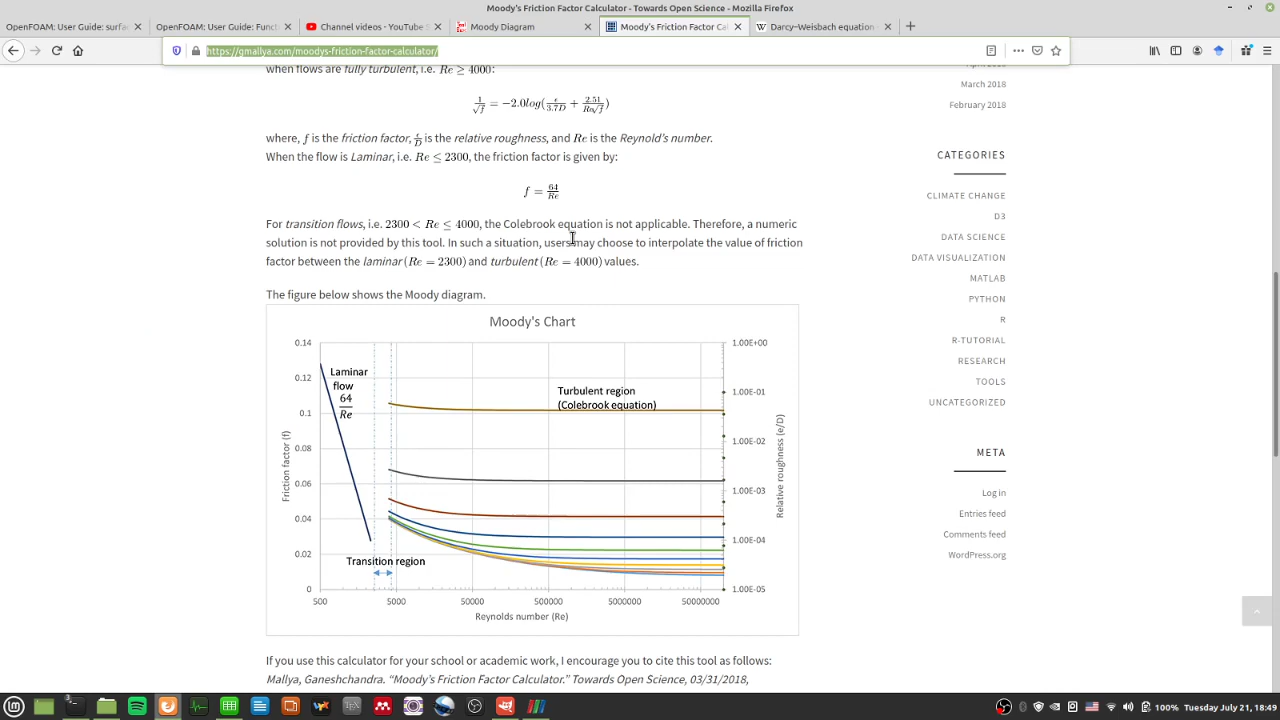 Moody's Friction Factor Calculator - Towards Open Science - Mozilla Firefox
OpenFOAM: User Guide: surfac
OpenFOAM: User Guide: Functi
Channel videos - YouTube S
Moody Diagram
Moody's Friction Factor Cal
Darcy–Weisbach equation -
https://gmallya.com/moodys-friction-factor-calculator/
when flows are fully turbulent, i.e. Re ≥ 4000:
1/√f = −2.0log(ϵ/3.7D + 2.51/Re√f)
where, f is the friction factor, ϵ/D is the relative roughness, and Re is the Reynold's number.
When the flow is Laminar, i.e. Re ≤ 2300, the friction factor is given by:
f = 64/Re
For transition flows, i.e. 2300 < Re ≤ 4000, the Colebrook equation is not applicable. Therefore, a numeric
solution is not provided by this tool. In such a situation, users may choose to interpolate the value of friction
factor between the laminar (Re = 2300) and turbulent (Re = 4000) values.
The figure below shows the Moody diagram.
Moody's Chart
0.14
0.12
0.1
0.08
0.06
0.04
0.02
0
Friction factor (f)
Laminar
flow
64
Re
Turbulent region
(Colebrook equation)
Transition region
1.00E+00
1.00E-01
1.00E-02
1.00E-03
1.00E-04
1.00E-05
Relative roughness (e/D)
500
5000
50000
500000
5000000
50000000
Reynolds number (Re)
If you use this calculator for your school or academic work, I encourage you to cite this tool as follows:
Mallya, Ganeshchandra. “Moody's Friction Factor Calculator.” Towards Open Science, 03/31/2018,
March 2018
February 2018
CATEGORIES
CLIMATE CHANGE
D3
DATA SCIENCE
DATA VISUALIZATION
MATLAB
PYTHON
R
R-TUTORIAL
RESEARCH
TOOLS
UNCATEGORIZED
META
Log in
Entries feed
Comments feed
WordPress.org
100%
Tuesday July 21, 18:49